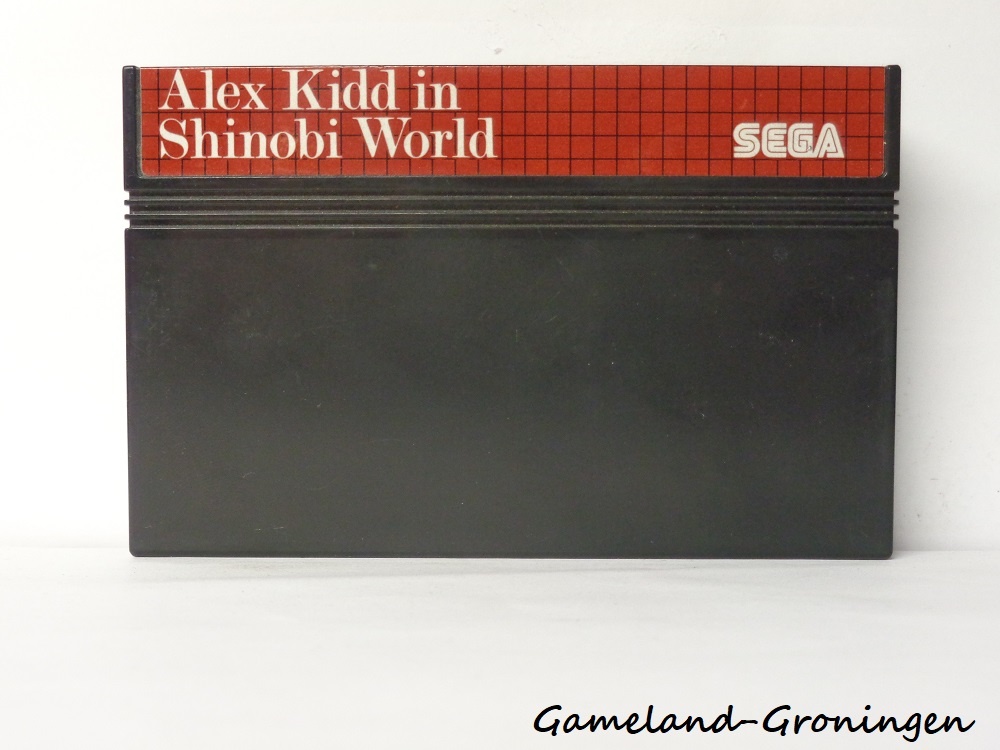 Alex Kidd in
Shinobi World
SEGA
Gameland-Groningen